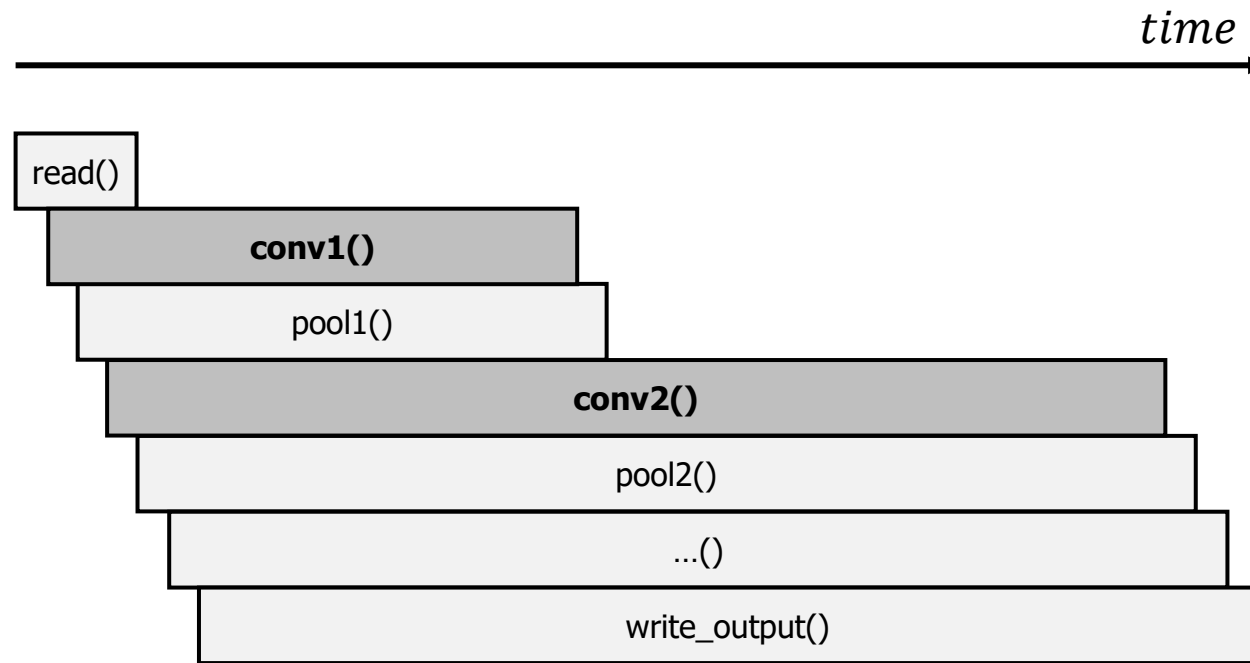 time
read()
conv1()
pool1()
conv2()
pool2()
...()
write_output()